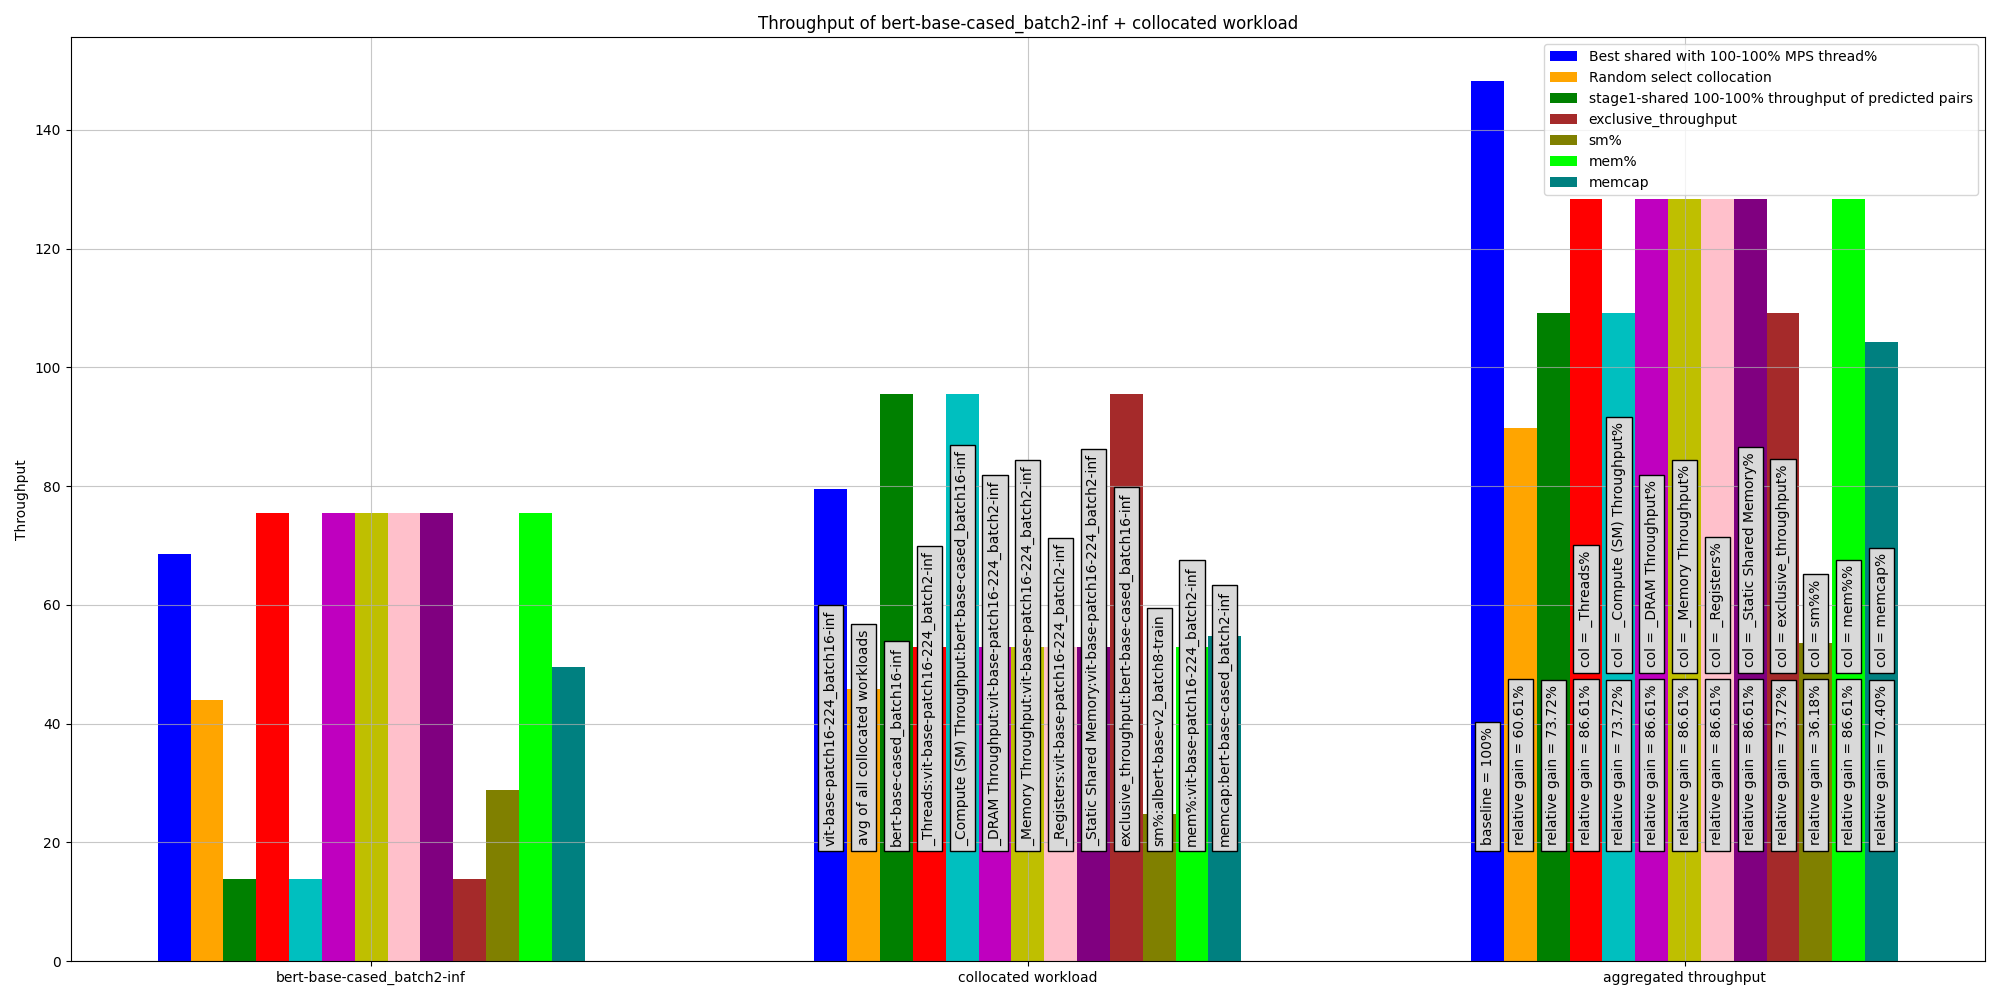 Throughput of bert-base-cased_batch2-inf + collocated workload
Best shared with 100-100% MPS thread%
Random select collocation
stage1-shared 100-100% throughput of predicted pairs
exclusive_throughput
sm%
mem%
memcap
Throughput
140
120
100
80
60
40
20
0
vit-base-patch16-224_batch16-inf
avg of all collocated workloads
bert-base-cased_batch16-inf
_Threads:vit-base-patch16-224_batch2-inf
_Compute (SM) Throughput:bert-base-cased_batch16-inf
_DRAM Throughput:vit-base-patch16-224_batch2-inf
_Memory Throughput:vit-base-patch16-224_batch2-inf
_Registers:vit-base-patch16-224_batch2-inf
_Static Shared Memory:vit-base-patch16-224_batch2-inf
exclusive_throughput:bert-base-cased_batch16-inf
sm%:albert-base-v2_batch8-train
mem%:vit-base-patch16-224_batch2-inf
memcap:bert-base-cased_batch2-inf
col = _Threads%
col = _Compute (SM) Throughput%
col = _DRAM Throughput%
col = _Memory Throughput%
col = _Registers%
col = _Static Shared Memory%
col = exclusive_throughput%
col = sm%%
col = mem%%
col = memcap%
baseline = 100%
relative gain = 60.61%
relative gain = 73.72%
relative gain = 86.61%
relative gain = 73.72%
relative gain = 86.61%
relative gain = 86.61%
relative gain = 86.61%
relative gain = 86.61%
relative gain = 73.72%
relative gain = 36.18%
relative gain = 86.61%
relative gain = 70.40%
bert-base-cased_batch2-inf
collocated workload
aggregated throughput